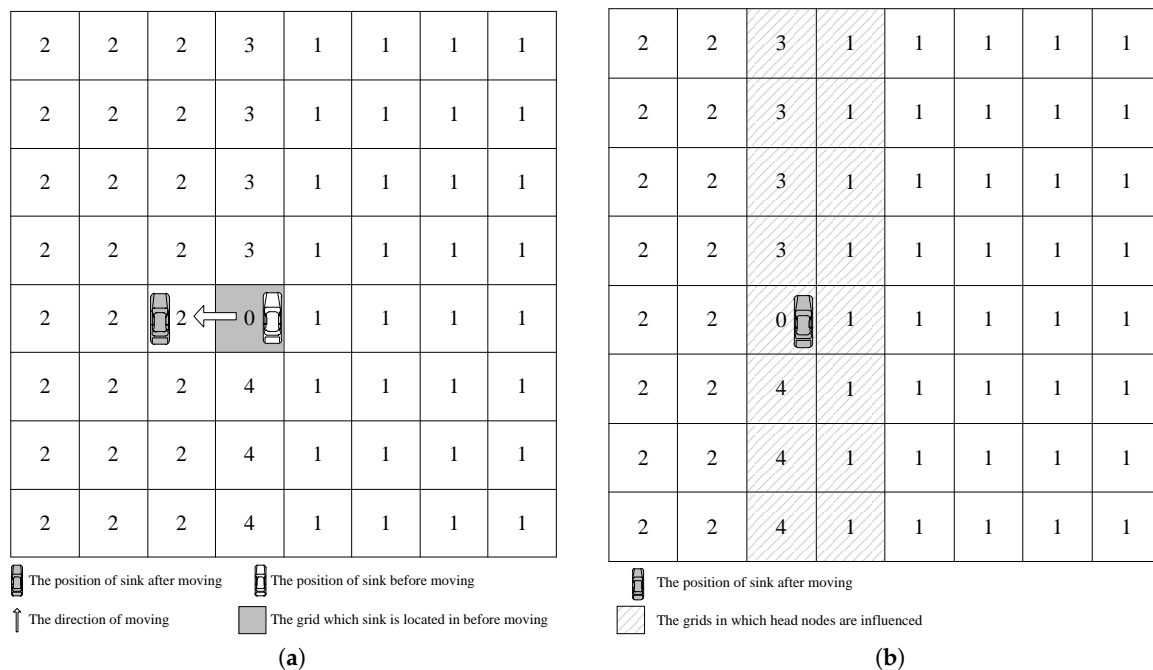 2 2 2 3 1 1 1 1
2 2 2 3 1 1 1 1
2 2 2 3 1 1 1 1
2 2 2 3 1 1 1 1
2 2 2 0 1 1 1 1
2 2 2 4 1 1 1 1
2 2 2 4 1 1 1 1
2 2 2 4 1 1 1 1
The position of sink after moving
The position of sink before moving
The direction of moving
The grid which sink is located in before moving
(a)
2 2 3 1 1 1 1 1
2 2 3 1 1 1 1 1
2 2 3 1 1 1 1 1
2 2 3 1 1 1 1 1
2 2 0 1 1 1 1 1
2 2 4 1 1 1 1 1
2 2 4 1 1 1 1 1
2 2 4 1 1 1 1 1
The position of sink after moving
The grids in which head nodes are influenced
(b)